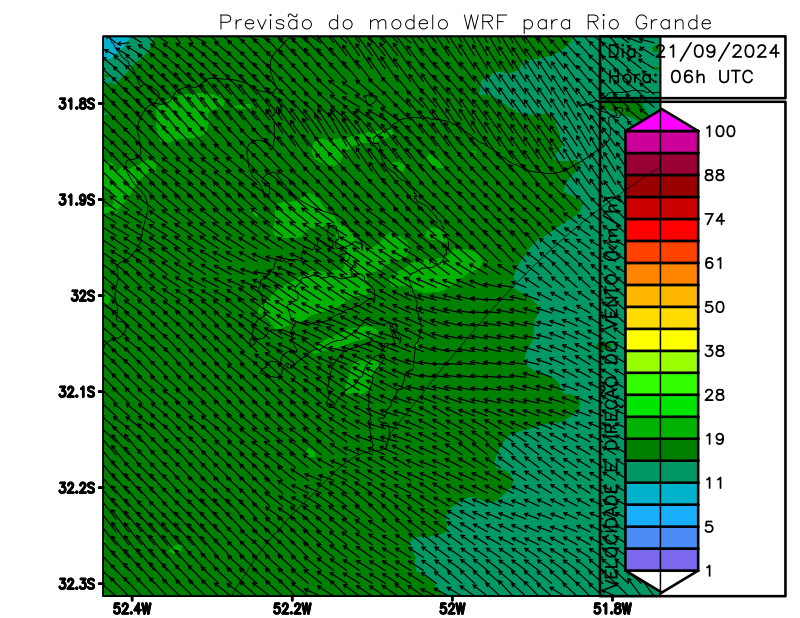 Previsão do modelo WRF para Rio Grande
Dia: 21/09/2024
Hora: 06h UTC
31.8S
31.9S
32S
32.1S
32.2S
32.3S
52.4W
52.2W
52W
51.8W
VELOCIDADE E DIREÇÃO DO VENTO (km/h)
100
88
74
61
50
38
28
19
11
5
1